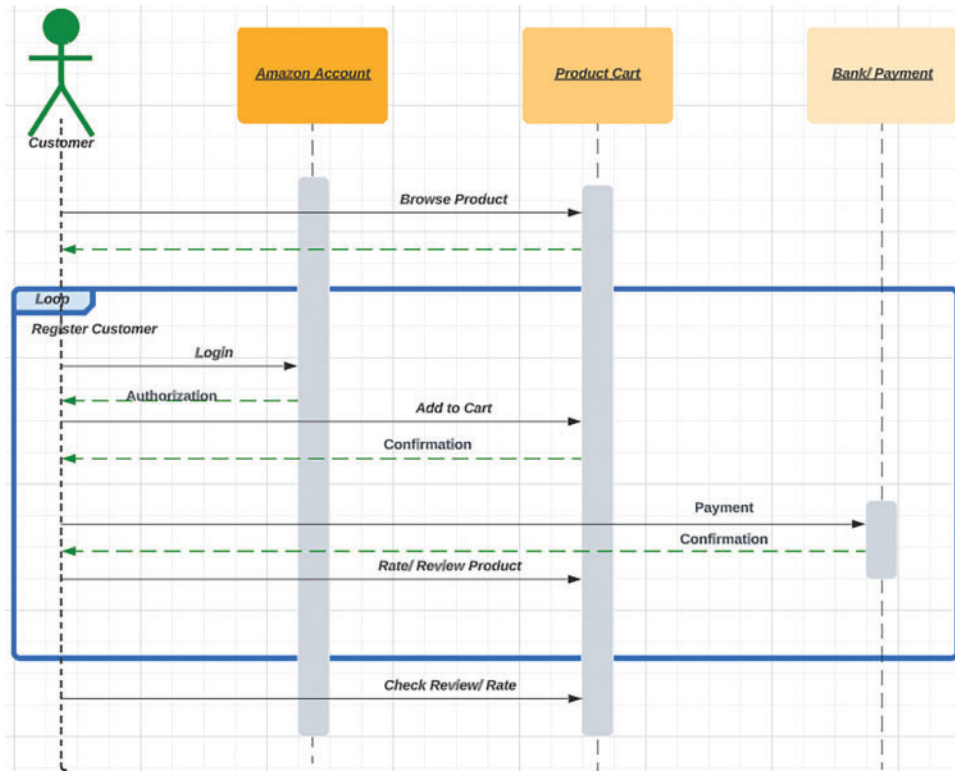 Amazon Account
Product Cart
Bank/ Payment
Customer
Browse Product
Loop
Register Customer
Login
Authorization
Add to Cart
Confirmation
Payment
Confirmation
Rate/ Review Product
Check Review/ Rate